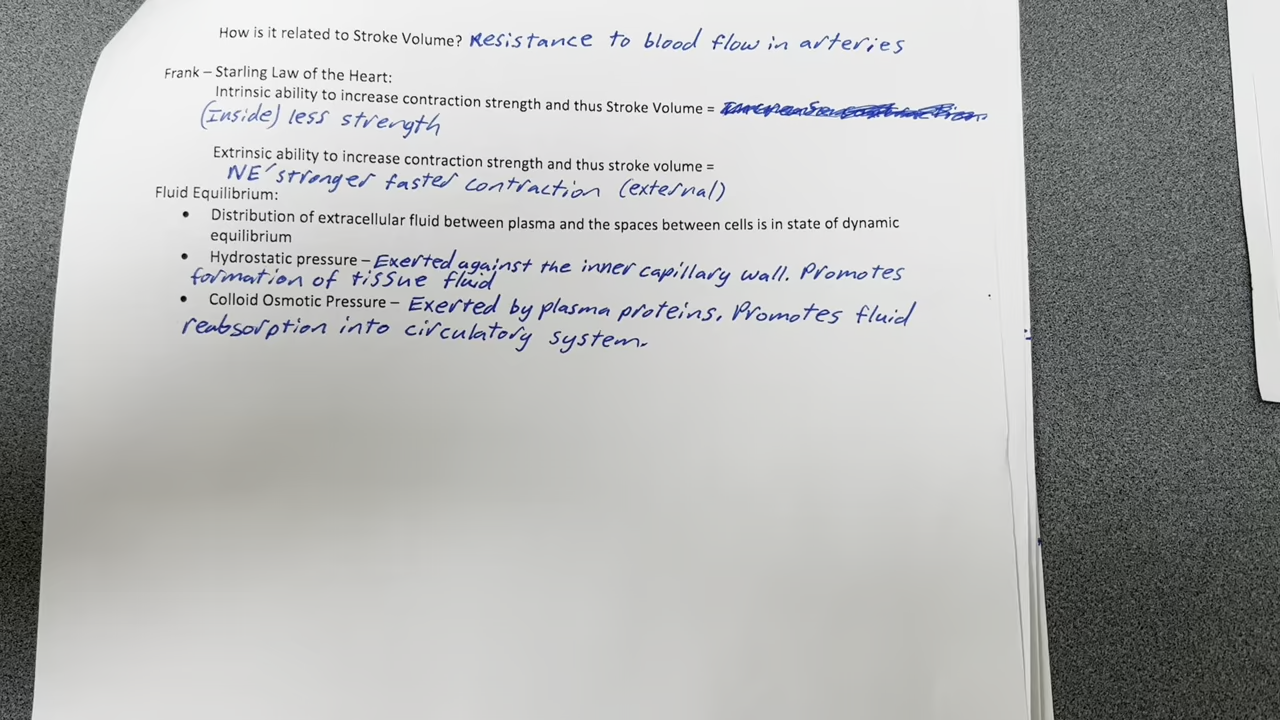 How is it related to Stroke Volume? Resistance to blood flow in arteries
Frank – Starling Law of the Heart:
Intrinsic ability to increase contraction strength and thus Stroke Volume =
(Inside) less strength
Extrinsic ability to increase contraction strength and thus stroke volume =
NE stronger faster contraction (external)
Fluid Equilibrium:
• Distribution of extracellular fluid between plasma and the spaces between cells is in state of dynamic
equilibrium
• Hydrostatic pressure – Exerted against the inner capillary wall. Promotes
formation of tissue fluid
• Colloid Osmotic Pressure – Exerted by plasma proteins. Promotes fluid
reabsorption into circulatory system.